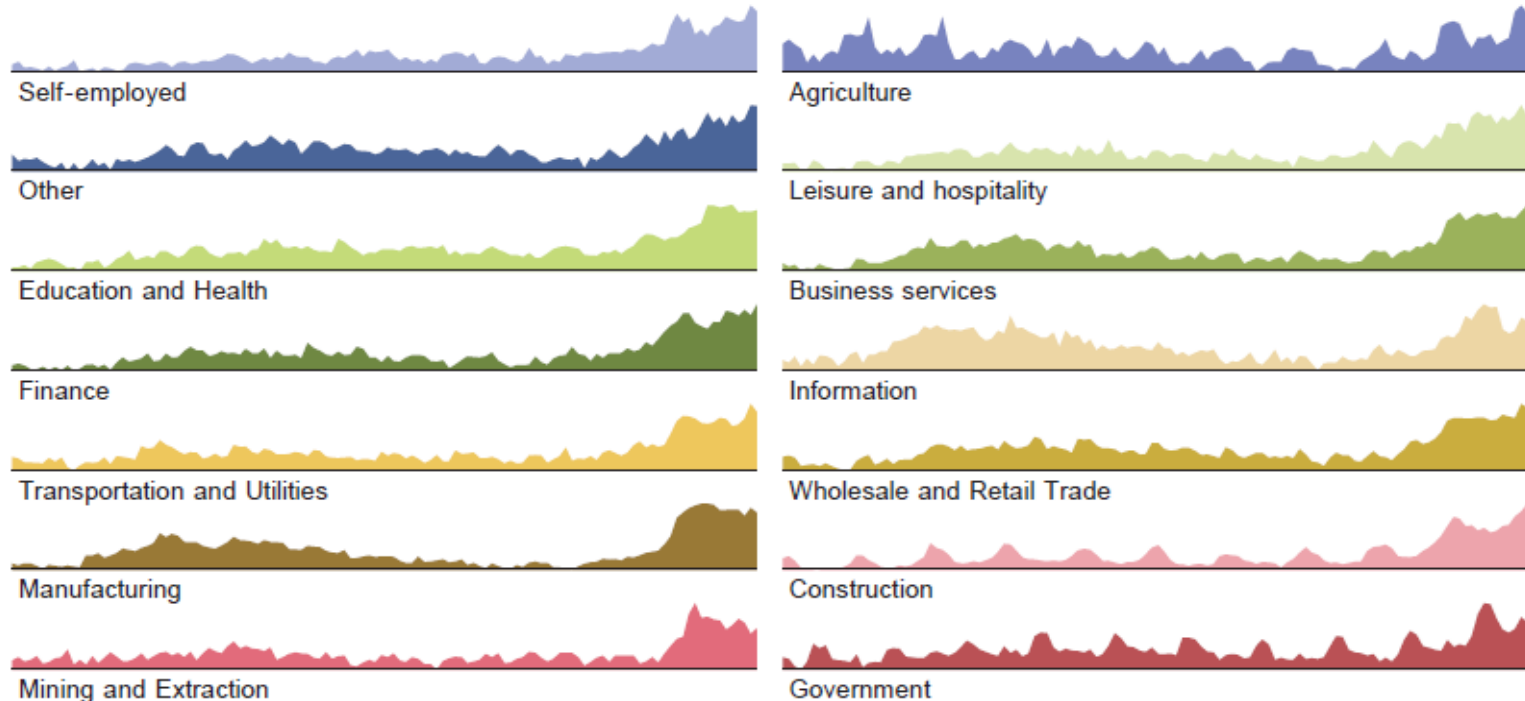 Self-employed
Agriculture
Other
Leisure and hospitality
Education and Health
Business services
Finance
Information
Transportation and Utilities
Wholesale and Retail Trade
Manufacturing
Construction
Mining and Extraction
Government